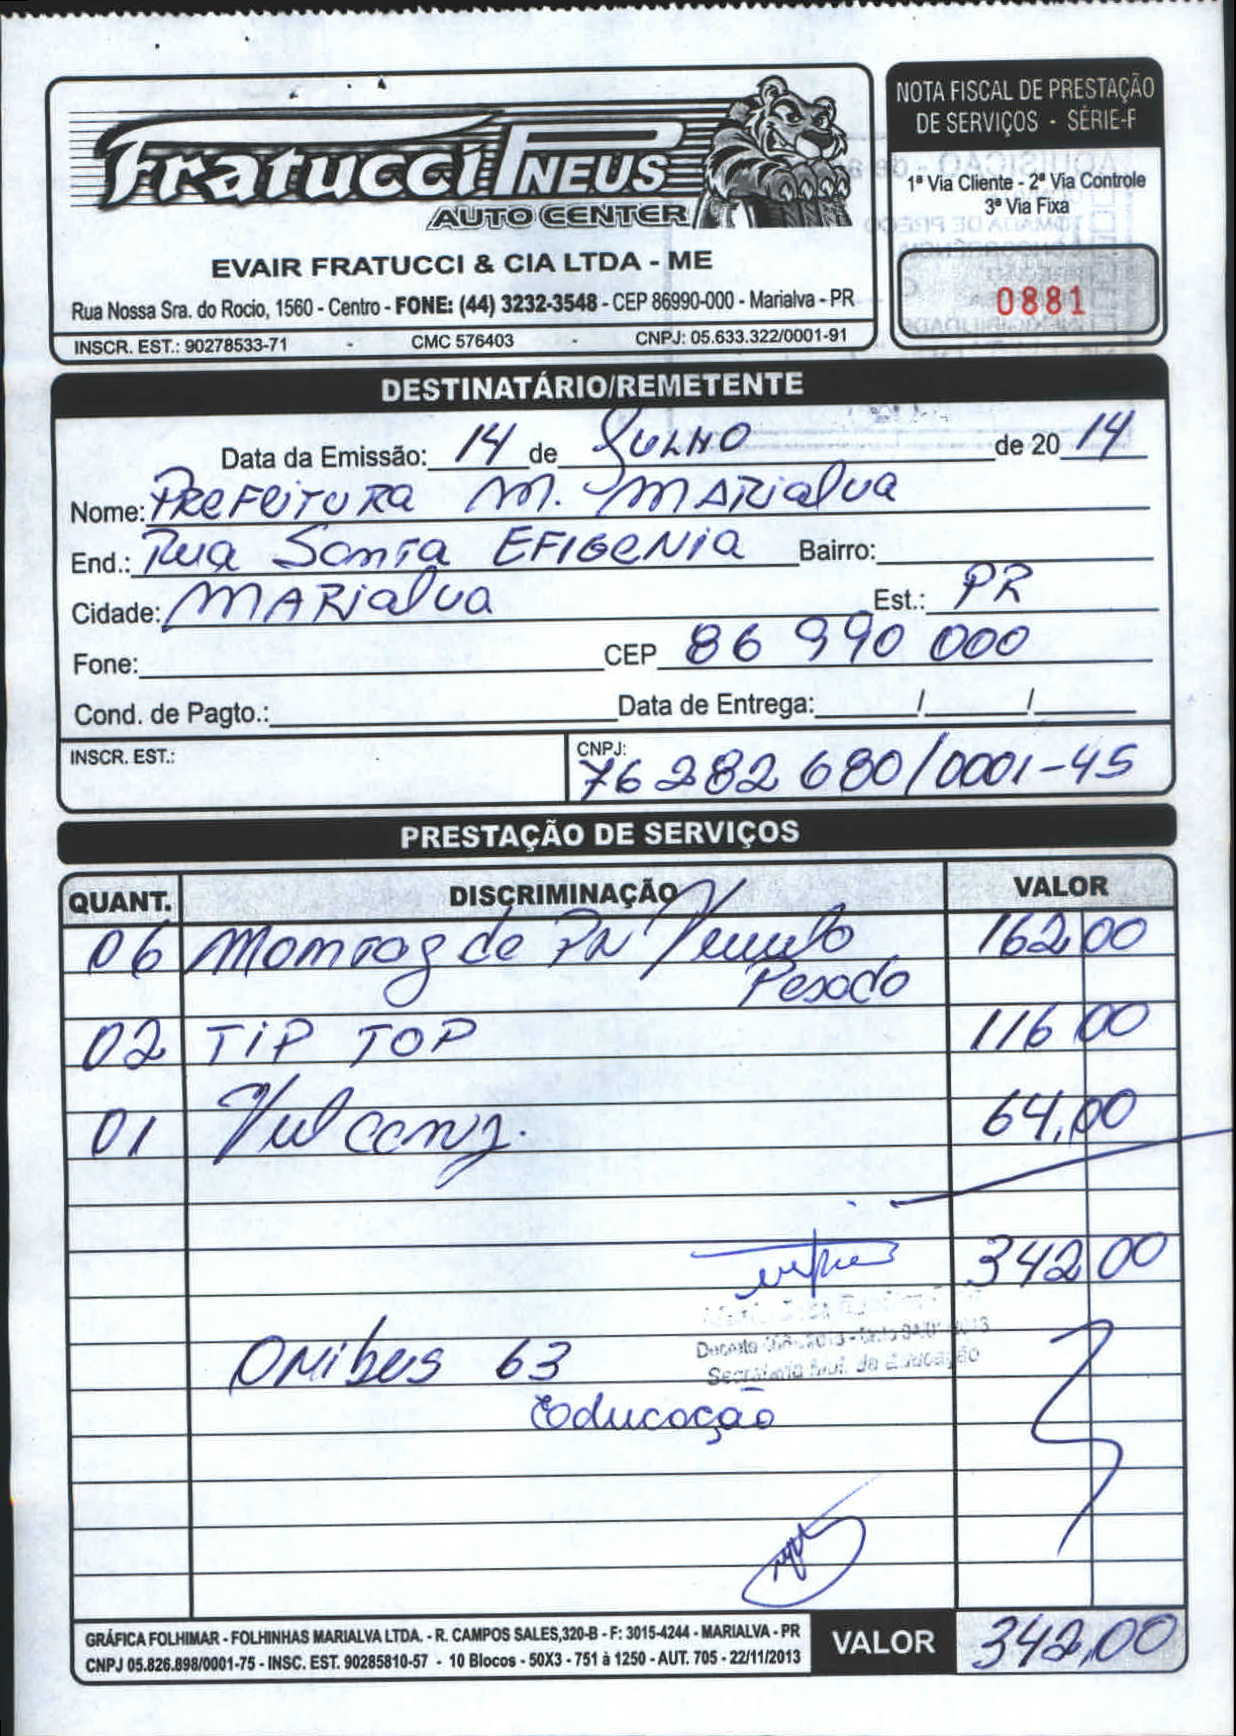 Fratucci PNEUS
AUTO CENTER
EVAIR FRATUCCI & CIA LTDA - ME
Rua Nossa Sra. do Rocio, 1560 - Centro - FONE: (44) 3232-3548 - CEP 86990-000 - Marialva - PR
INSCR. EST.: 90278533-71 - CMC 576403 - CNPJ: 05.633.322/0001-91
NOTA FISCAL DE PRESTAÇÃO
DE SERVIÇOS - SÉRIE-F
1ª Via Cliente - 2ª Via Controle
3ª Via Fixa
0881
DESTINATÁRIO/REMETENTE
Data da Emissão: 14 de JULHO de 20 14
Nome: PREFEITURA M. MARIALVA
End.: Rua Santa EFIGENIA Bairro:
Cidade: MARIALVA Est.: PR
Fone: CEP 86 990 000
Cond. de Pagto.: Data de Entrega: / /
INSCR. EST.: CNPJ: 76 282 680/0001-45
PRESTAÇÃO DE SERVIÇOS
QUANT. DISCRIMINAÇÃO VALOR
06 Montag de PN 162,00
Pesado
02 TIP TOP 116 00
01 Vulcaniz. 64,00
342,00
Decreto
Secretaria Mul. de Educação
Onibus 63
Educação
GRÁFICA FOLHIMAR - FOLHINHAS MARIALVA LTDA. - R. CAMPOS SALES,320-B - F: 3015-4244 - MARIALVA - PR
CNPJ 05.826.898/0001-75 - INSC. EST. 90285810-57 - 10 Blocos - 50X3 - 751 à 1250 - AUT. 705 - 22/11/2013
VALOR 342,00